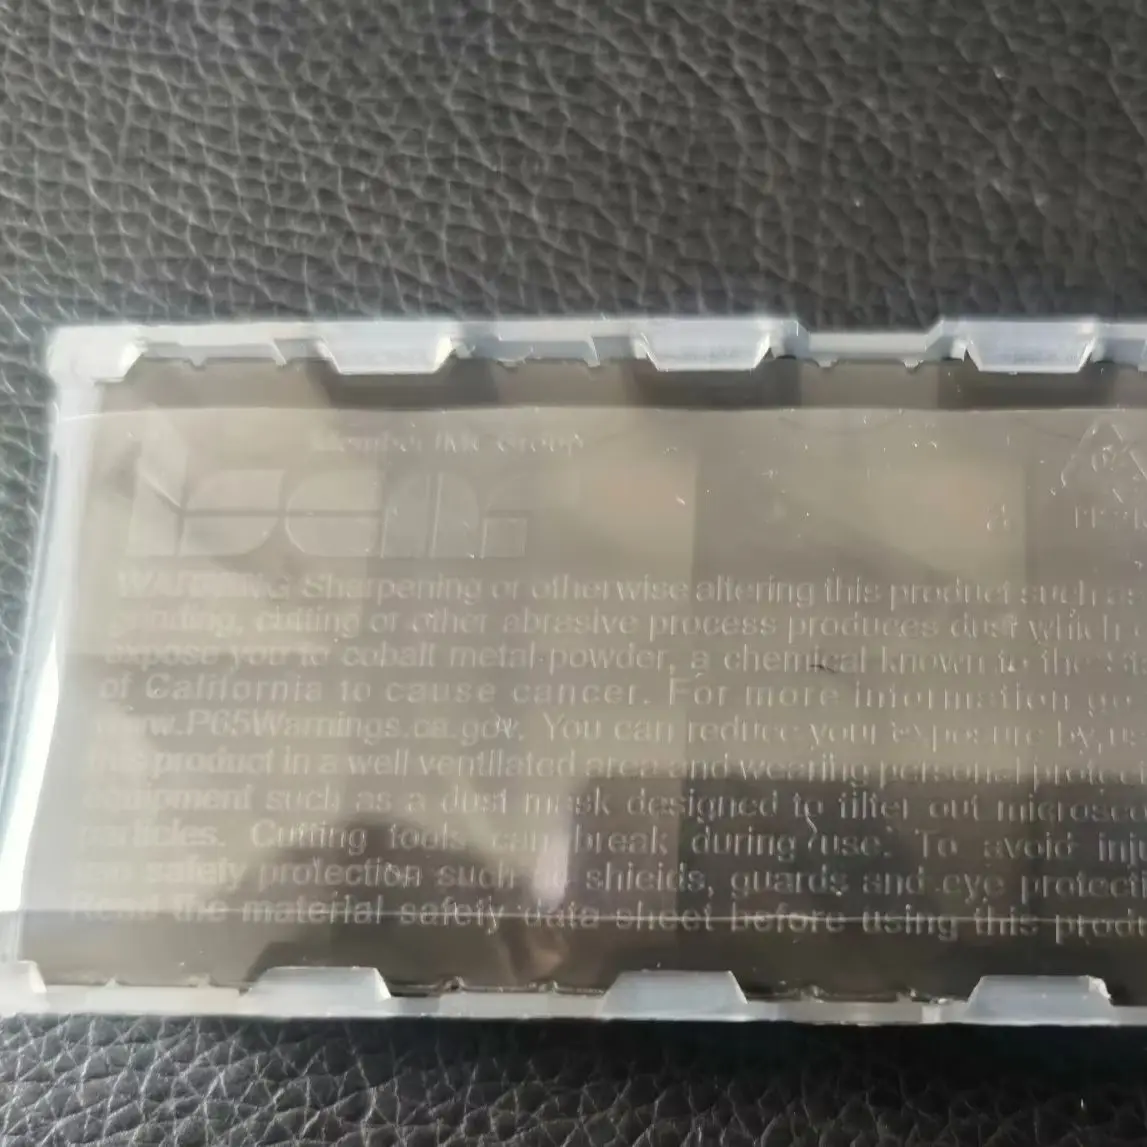 Member IMC Group
ISCAR
WARNING Sharpening or otherwise altering this product such as
grinding, cutting or other abrasive process produces dust which
expose you to cobalt metal powder, a chemical known to the
of California to cause cancer. For more information go
www.P65Warnings.ca.gov. You can reduce your exposure by
this product in a well ventilated area and wearing personal
equipment such as a dust mask designed to filter out
particles. Cutting tools can break during use. To avoid
safety protection such as shields, guards and eye
Read the material safety data sheet before using this